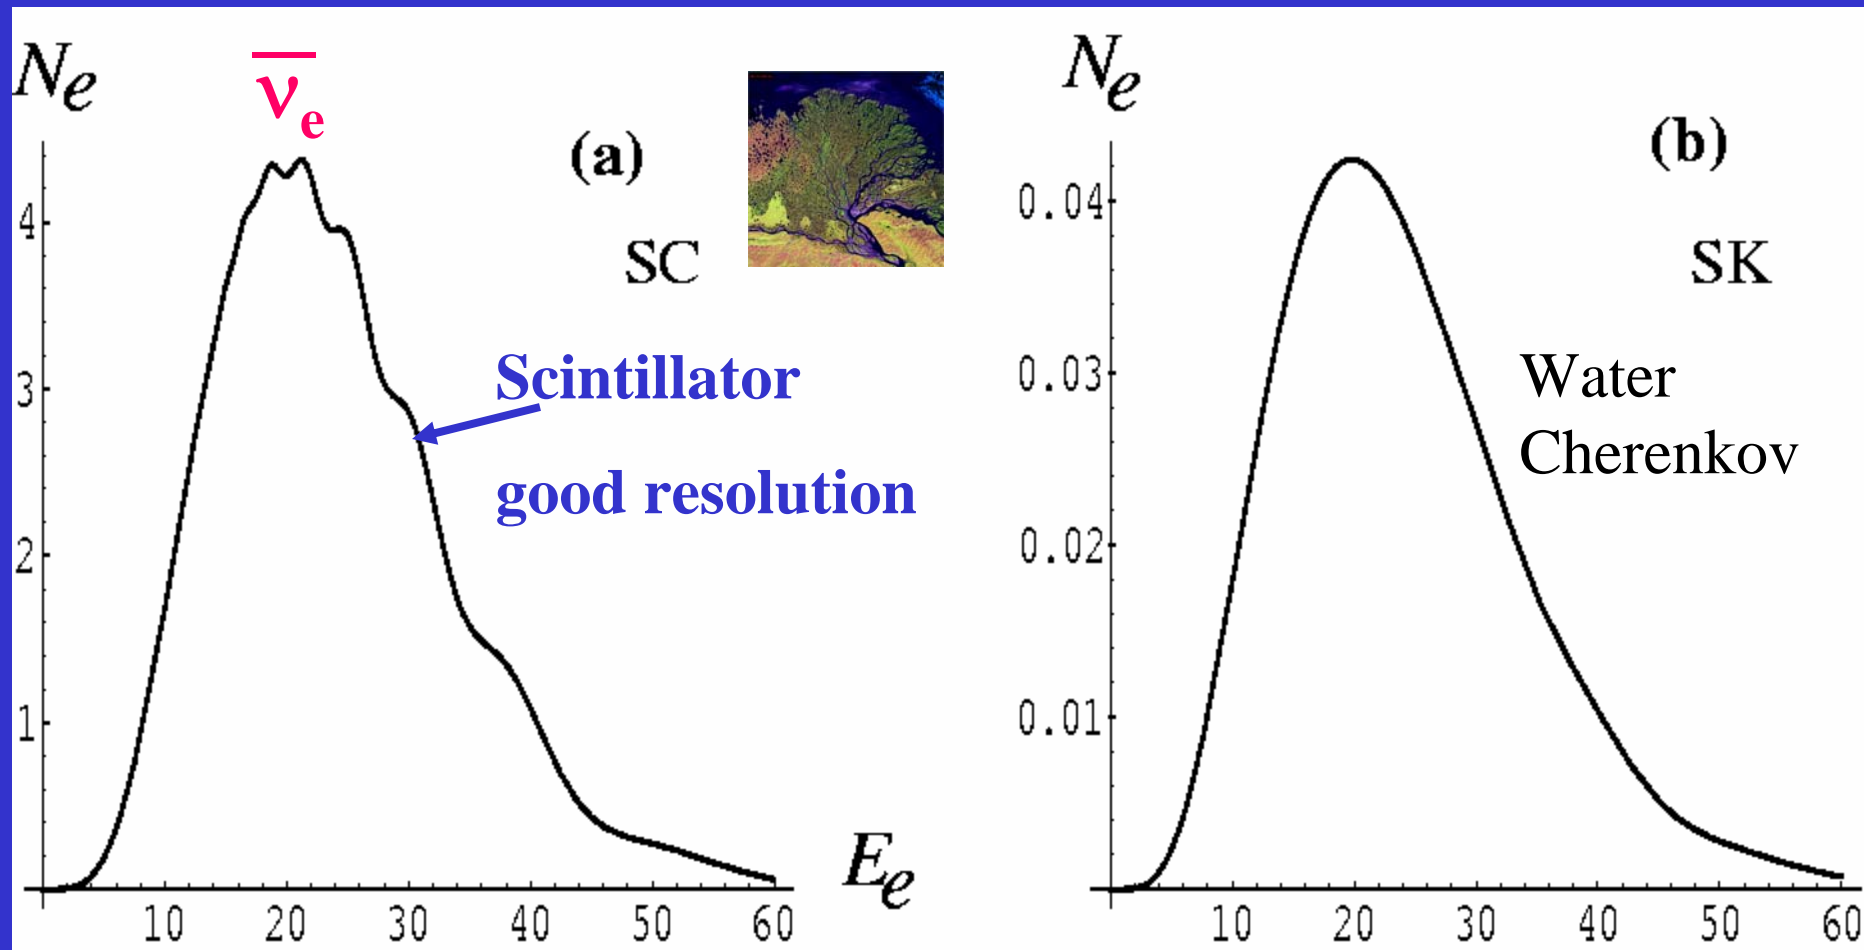 Ne
ν̅e
(a)
SC
4
3
2
1
Scintillator
good resolution
Ee
10 20 30 40 50 60
Ne
(b)
SK
0.04
0.03
0.02
0.01
Water
Cherenkov
10 20 30 40 50 60